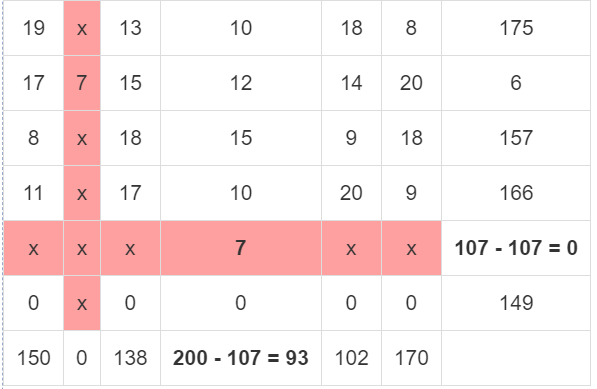 19 x 13 10 18 8 175
17 7 15 12 14 20 6
8 x 18 15 9 18 157
11 x 17 10 20 9 166
x x x 7 x x 107 - 107 = 0
0 x 0 0 0 0 149
150 0 138 200 - 107 = 93 102 170